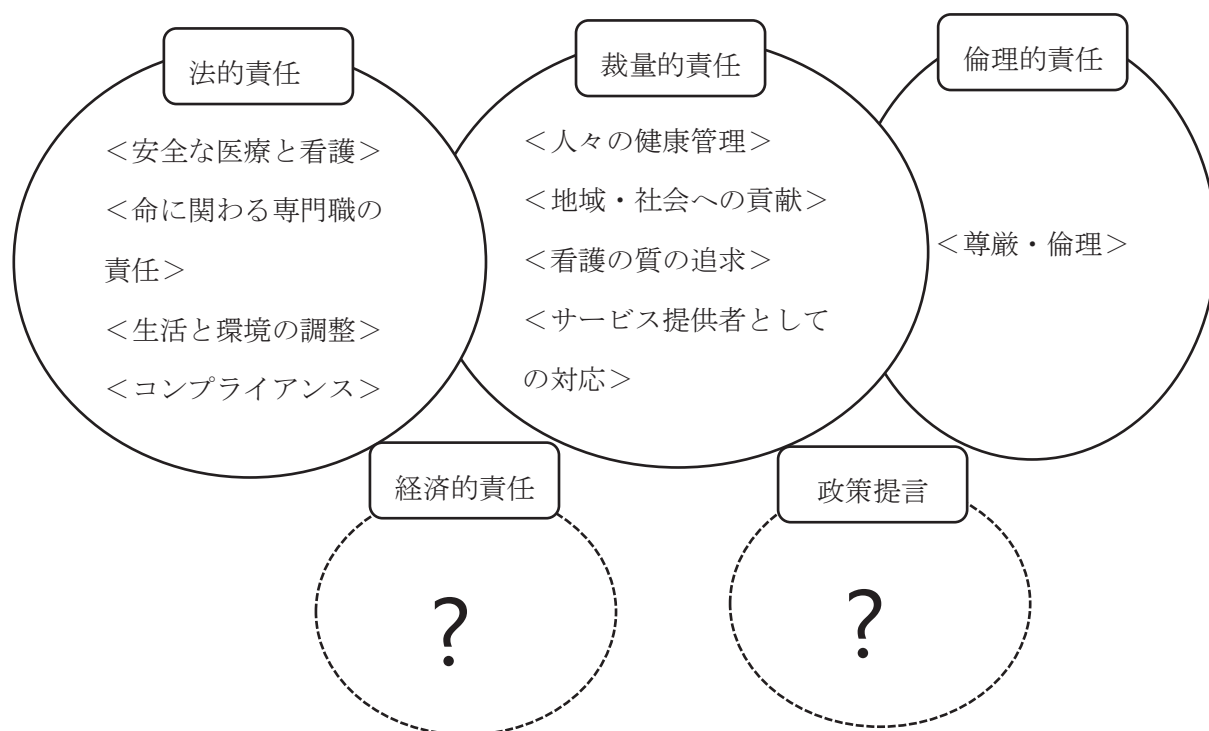 法的責任
＜安全な医療と看護＞
＜命に関わる専門職の
責任＞
＜生活と環境の調整＞
＜コンプライアンス＞
裁量的責任
＜人々の健康管理＞
＜地域・社会への貢献＞
＜看護の質の追求＞
＜サービス提供者として
の対応＞
倫理的責任
＜尊厳・倫理＞
経済的責任
?
政策提言
?